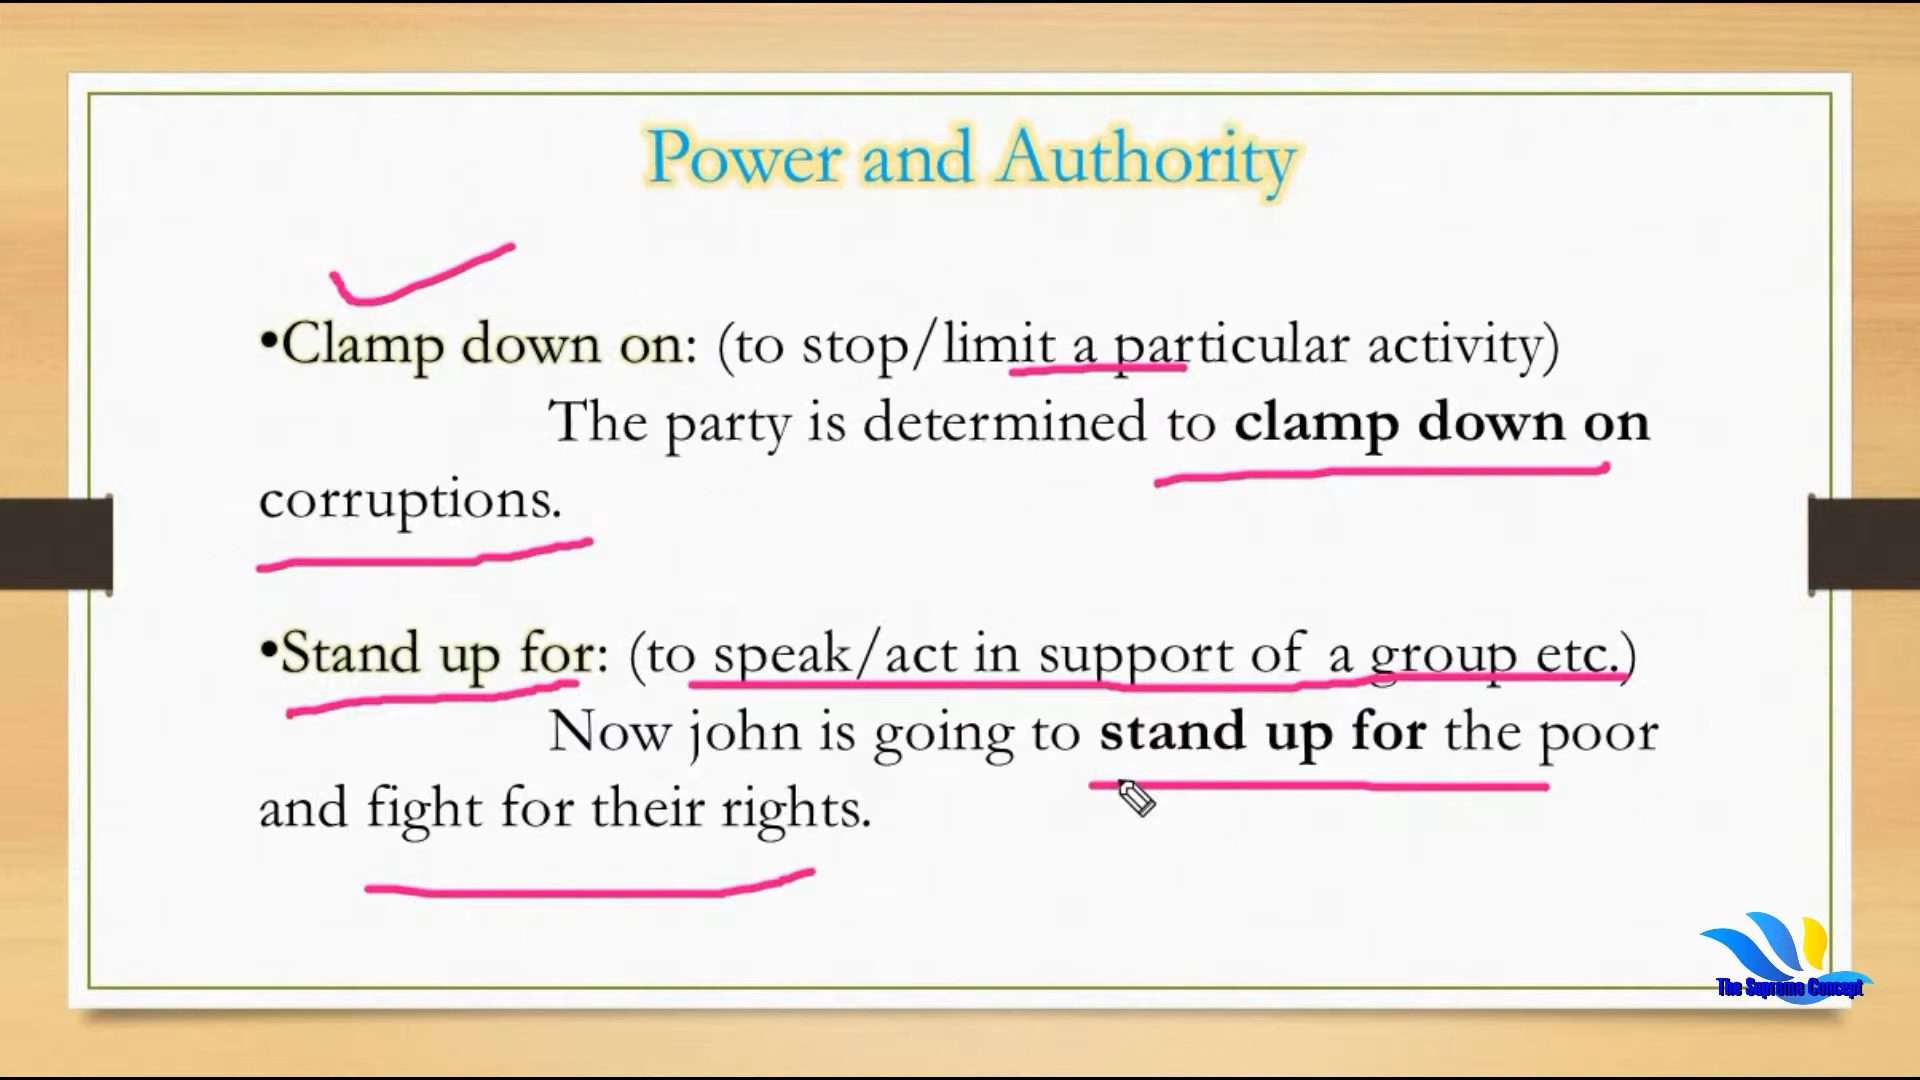 Power and Authority
•Clamp down on: (to stop/limit a particular activity)
The party is determined to clamp down on
corruptions.
•Stand up for: (to speak/act in support of a group etc.)
Now john is going to stand up for the poor
and fight for their rights.
The Supreme Concept